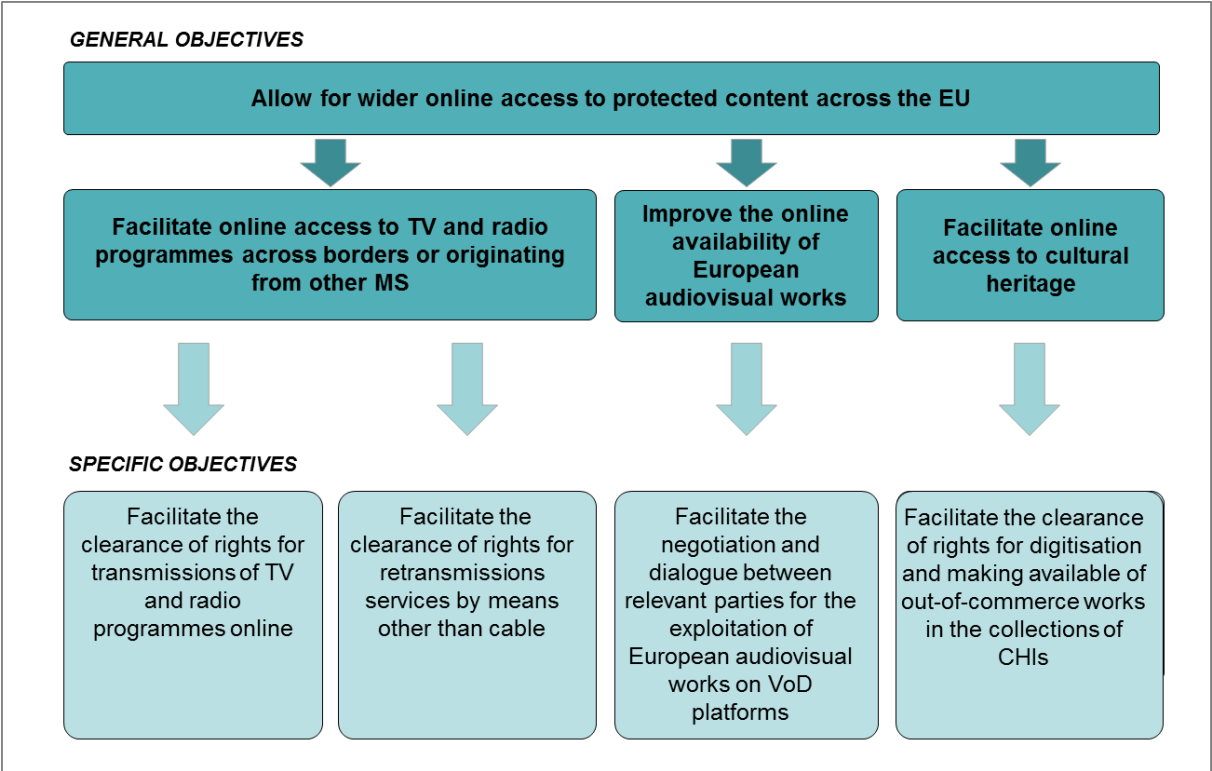 GENERAL OBJECTIVES
Allow for wider online access to protected content across the EU
Facilitate online access to TV and radio
programmes across borders or originating
from other MS
Improve the online
availability of
European
audiovisual works
Facilitate online
access to cultural
heritage
SPECIFIC OBJECTIVES
Facilitate the
clearance of rights for
transmissions of TV
and radio
programmes online
Facilitate the
clearance of rights for
retransmissions
services by means
other than cable
Facilitate the
negotiation and
dialogue between
relevant parties for the
exploitation of
European audiovisual
works on VoD
platforms
Facilitate the clearance
of rights for digitisation
and making available of
out-of-commerce works
in the collections of
CHIs